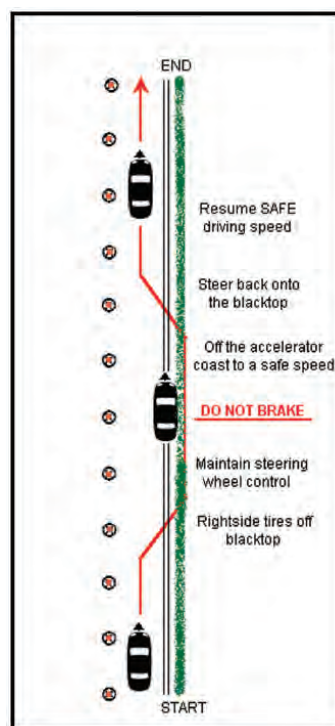 END
Resume SAFE
driving speed
Steer back onto
the blacktop
Off the accelerator
coast to a safe speed
DO NOT BRAKE
Maintain steering
wheel control
Rightside tires off
blacktop
START